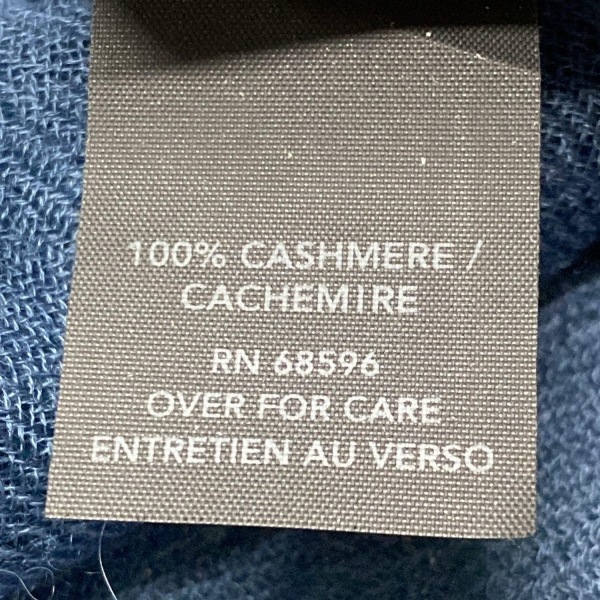 100% CASHMERE /
CACHEMIRE
RN 68596
OVER FOR CARE
ENTRETIEN AU VERSO